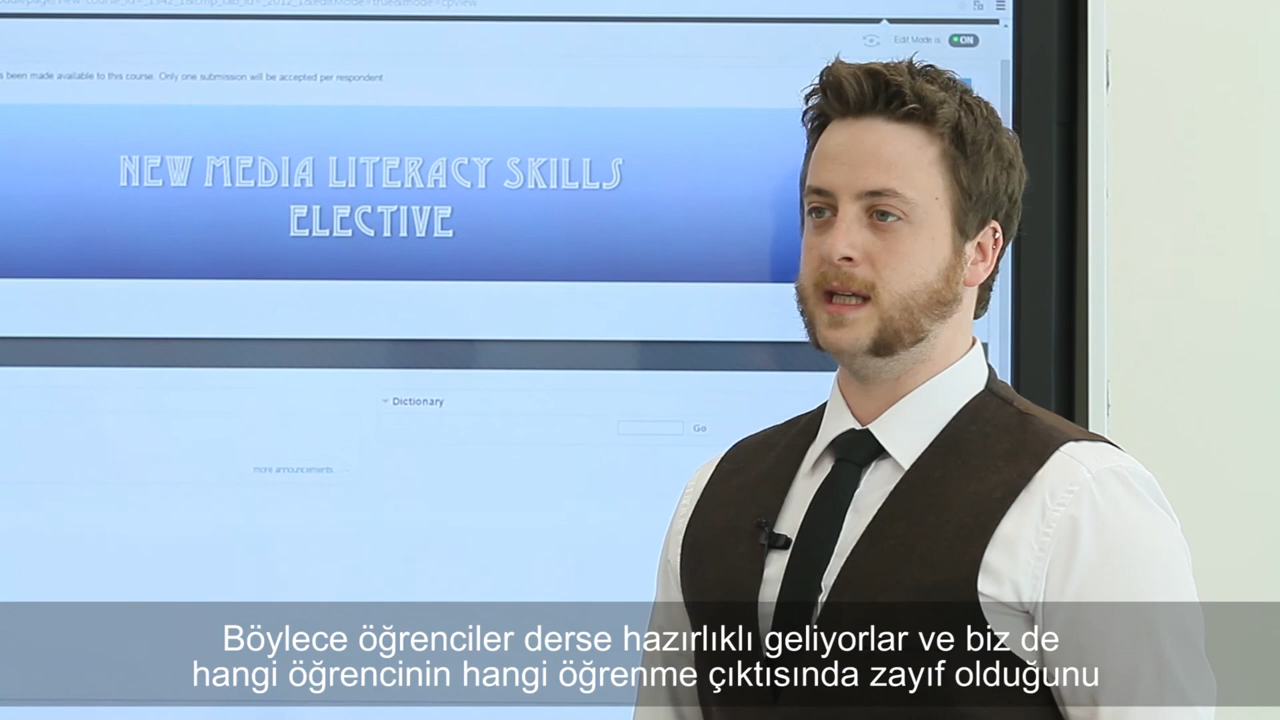 Edit Mode is: ON
s been made available to this course. Only one submission will be accepted per respondent
NEW MEDIA LITERACY SKILLS
ELECTIVE
Dictionary
Go
more announcements...
Böylece öğrenciler derse hazırlıklı geliyorlar ve biz de
hangi öğrencinin hangi öğrenme çıktısında zayıf olduğunu